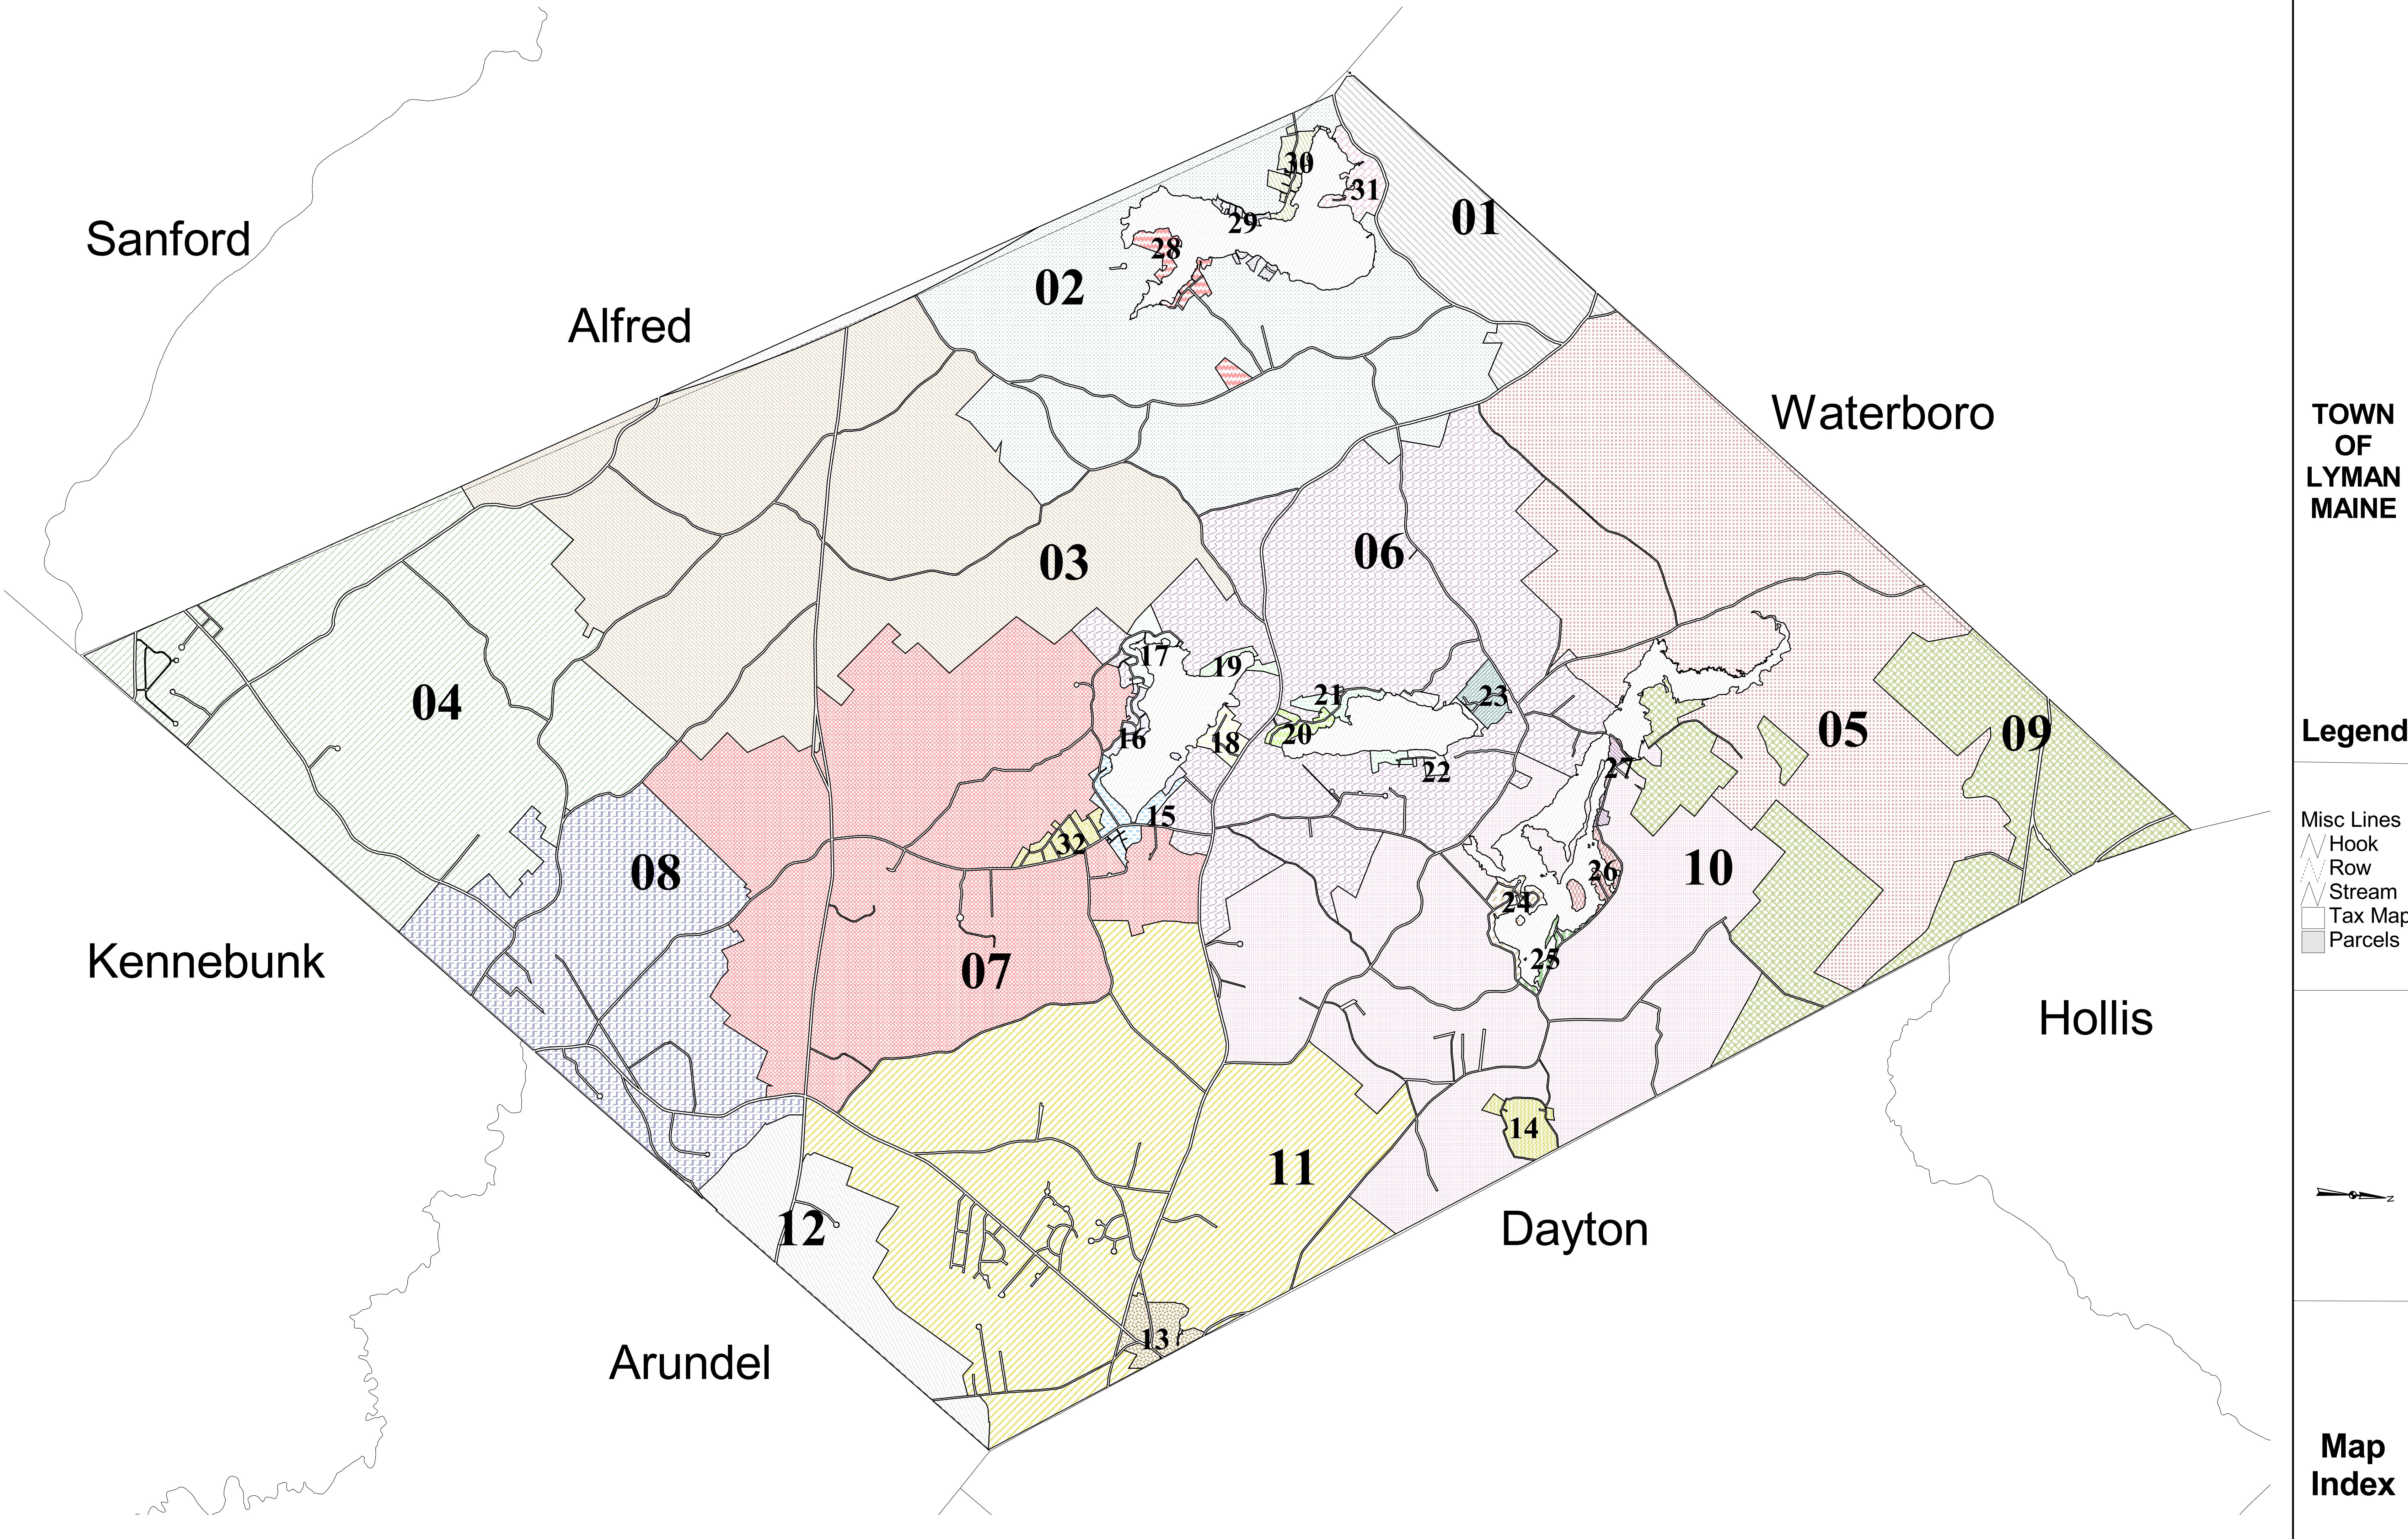 30
31
01
29
Sanford
28
02
Alfred
Waterboro
06
03
17
19
23
21
04
05
09
20
16
18
27
22
15
32
10
08
26
24
Kennebunk
25
07
Hollis
14
11
12
Dayton
13
Arundel
TOWN
OF
LYMAN
MAINE
Legend
Misc Lines
Hook
Row
Stream
Tax Map
Parcels
N
Map
Index